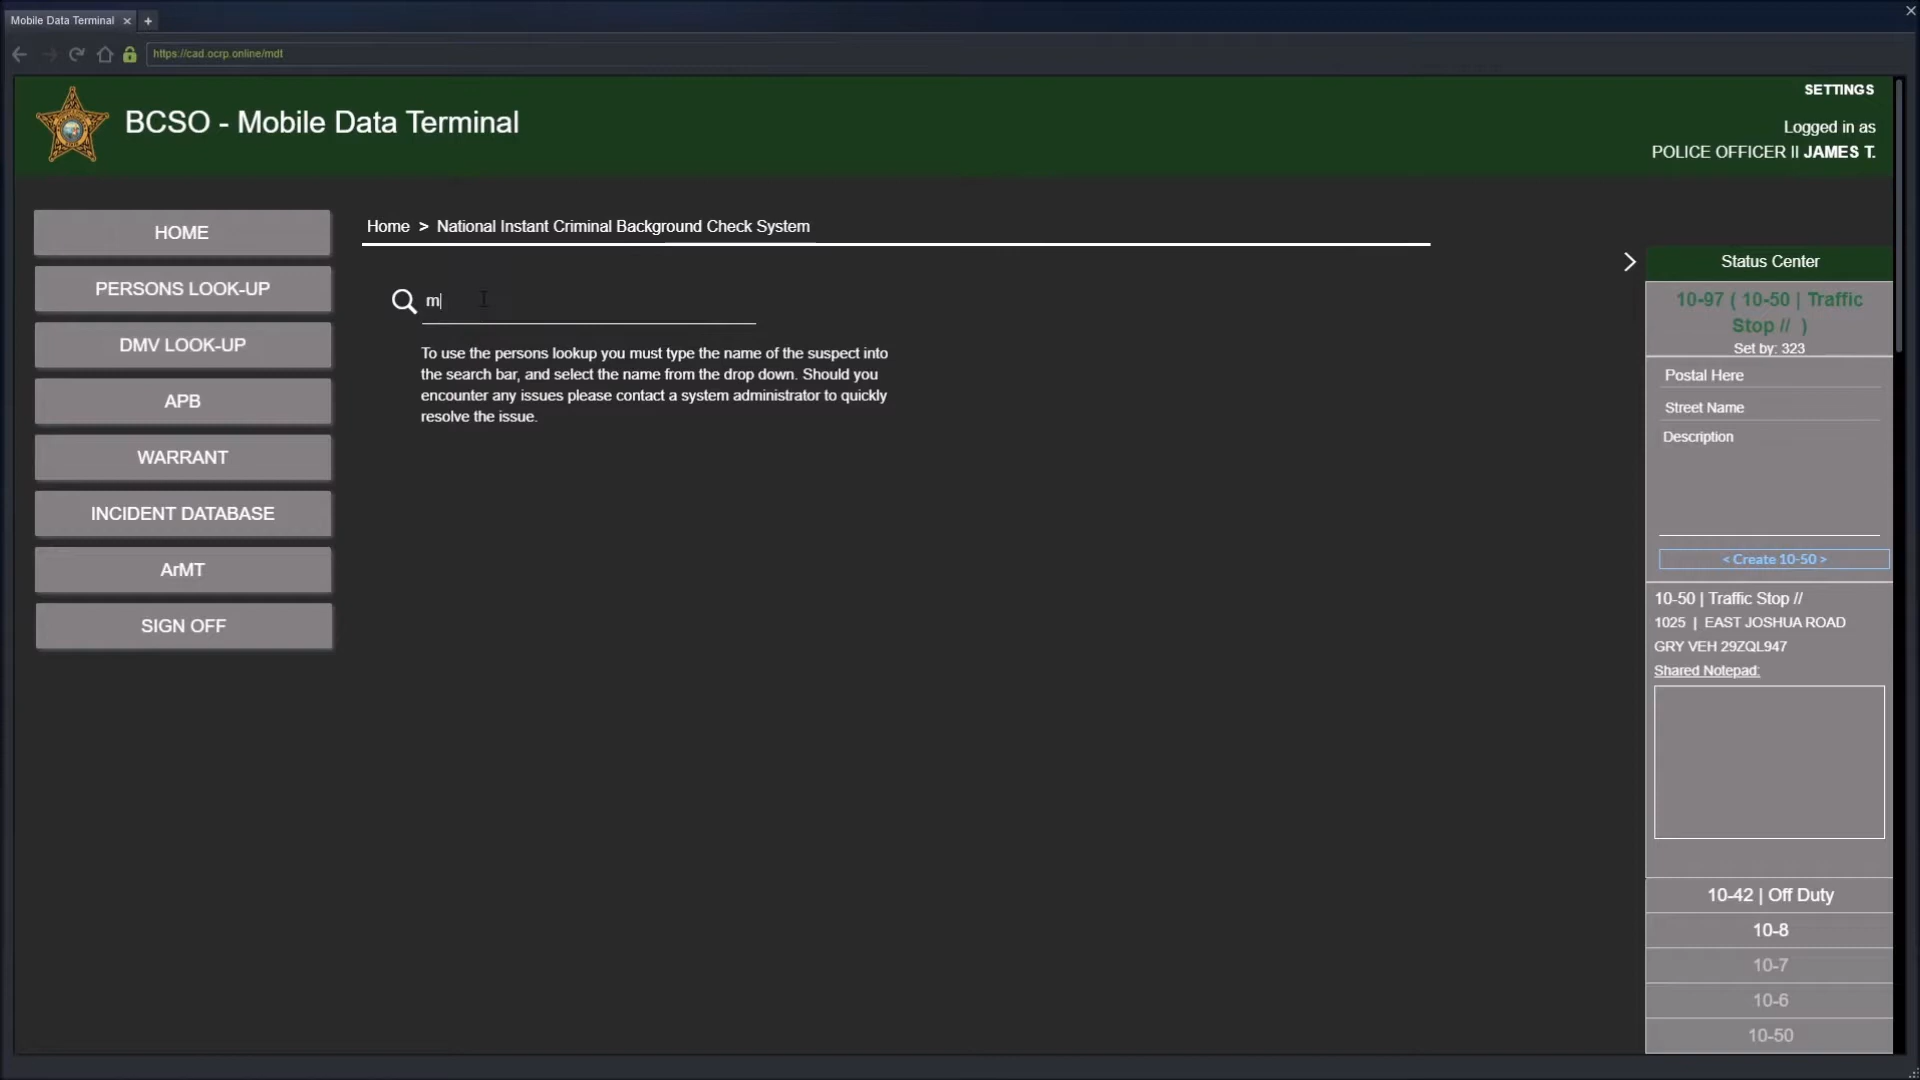 Mobile Data Terminal
https://cad.ocrp.online/mdt
BCSO - Mobile Data Terminal
SETTINGS
Logged in as
POLICE OFFICER II JAMES T.
HOME
PERSONS LOOK-UP
DMV LOOK-UP
APB
WARRANT
INCIDENT DATABASE
ArMT
SIGN OFF
Home > National Instant Criminal Background Check System
m
To use the persons lookup you must type the name of the suspect into
the search bar, and select the name from the drop down. Should you
encounter any issues please contact a system administrator to quickly
resolve the issue.
Status Center
10-97 ( 10-50 | Traffic
Stop // )
Set by: 323
Postal Here
Street Name
Description
< Create 10-50 >
10-50 | Traffic Stop //
1025 | EAST JOSHUA ROAD
GRY VEH 29ZQL947
Shared Notepad:
10-42 | Off Duty
10-8
10-7
10-6
10-50